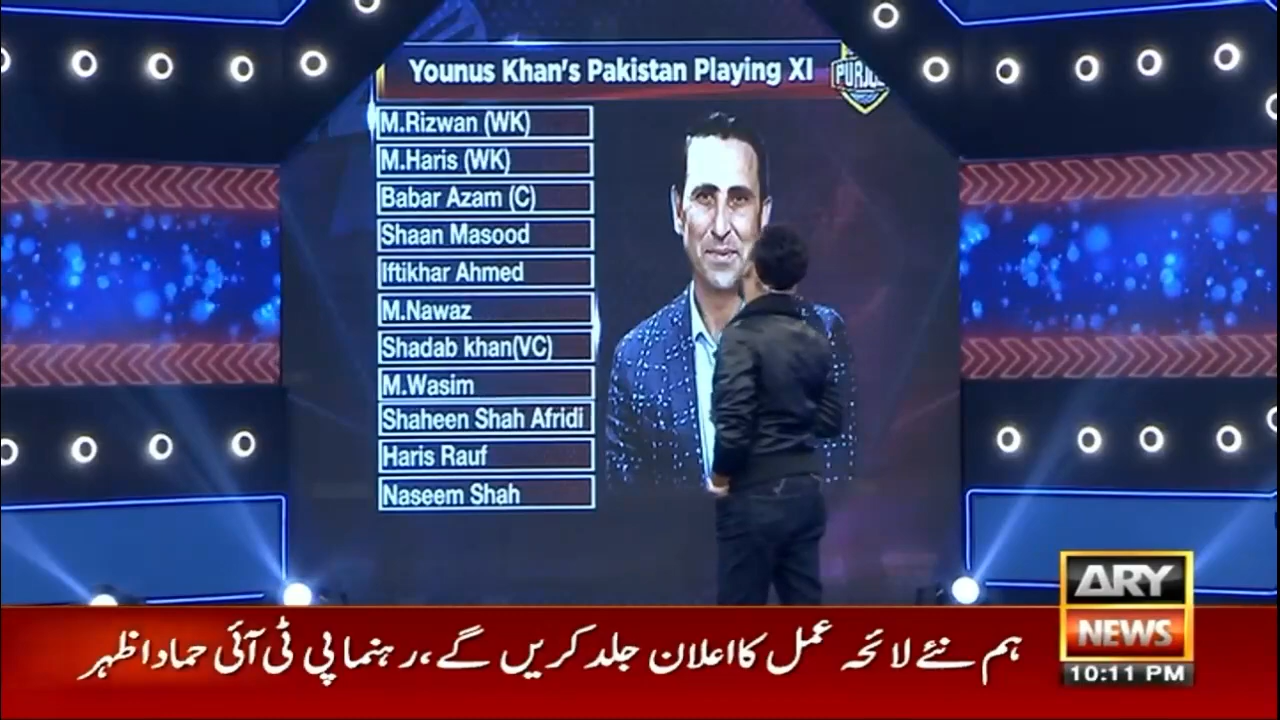 Younus Khan's Pakistan Playing XI
M.Rizwan (WK)
M.Haris (WK)
Babar Azam (C)
Shaan Masood
Iftikhar Ahmed
M.Nawaz
Shadab khan(VC)
M.Wasim
Shaheen Shah Afridi
Haris Rauf
Naseem Shah
ہم نئے لائحہ عمل کا اعلان جلد کریں گے، رہنما پی ٹی آئی حماد اظہر
ARY
NEWS
10:11 PM